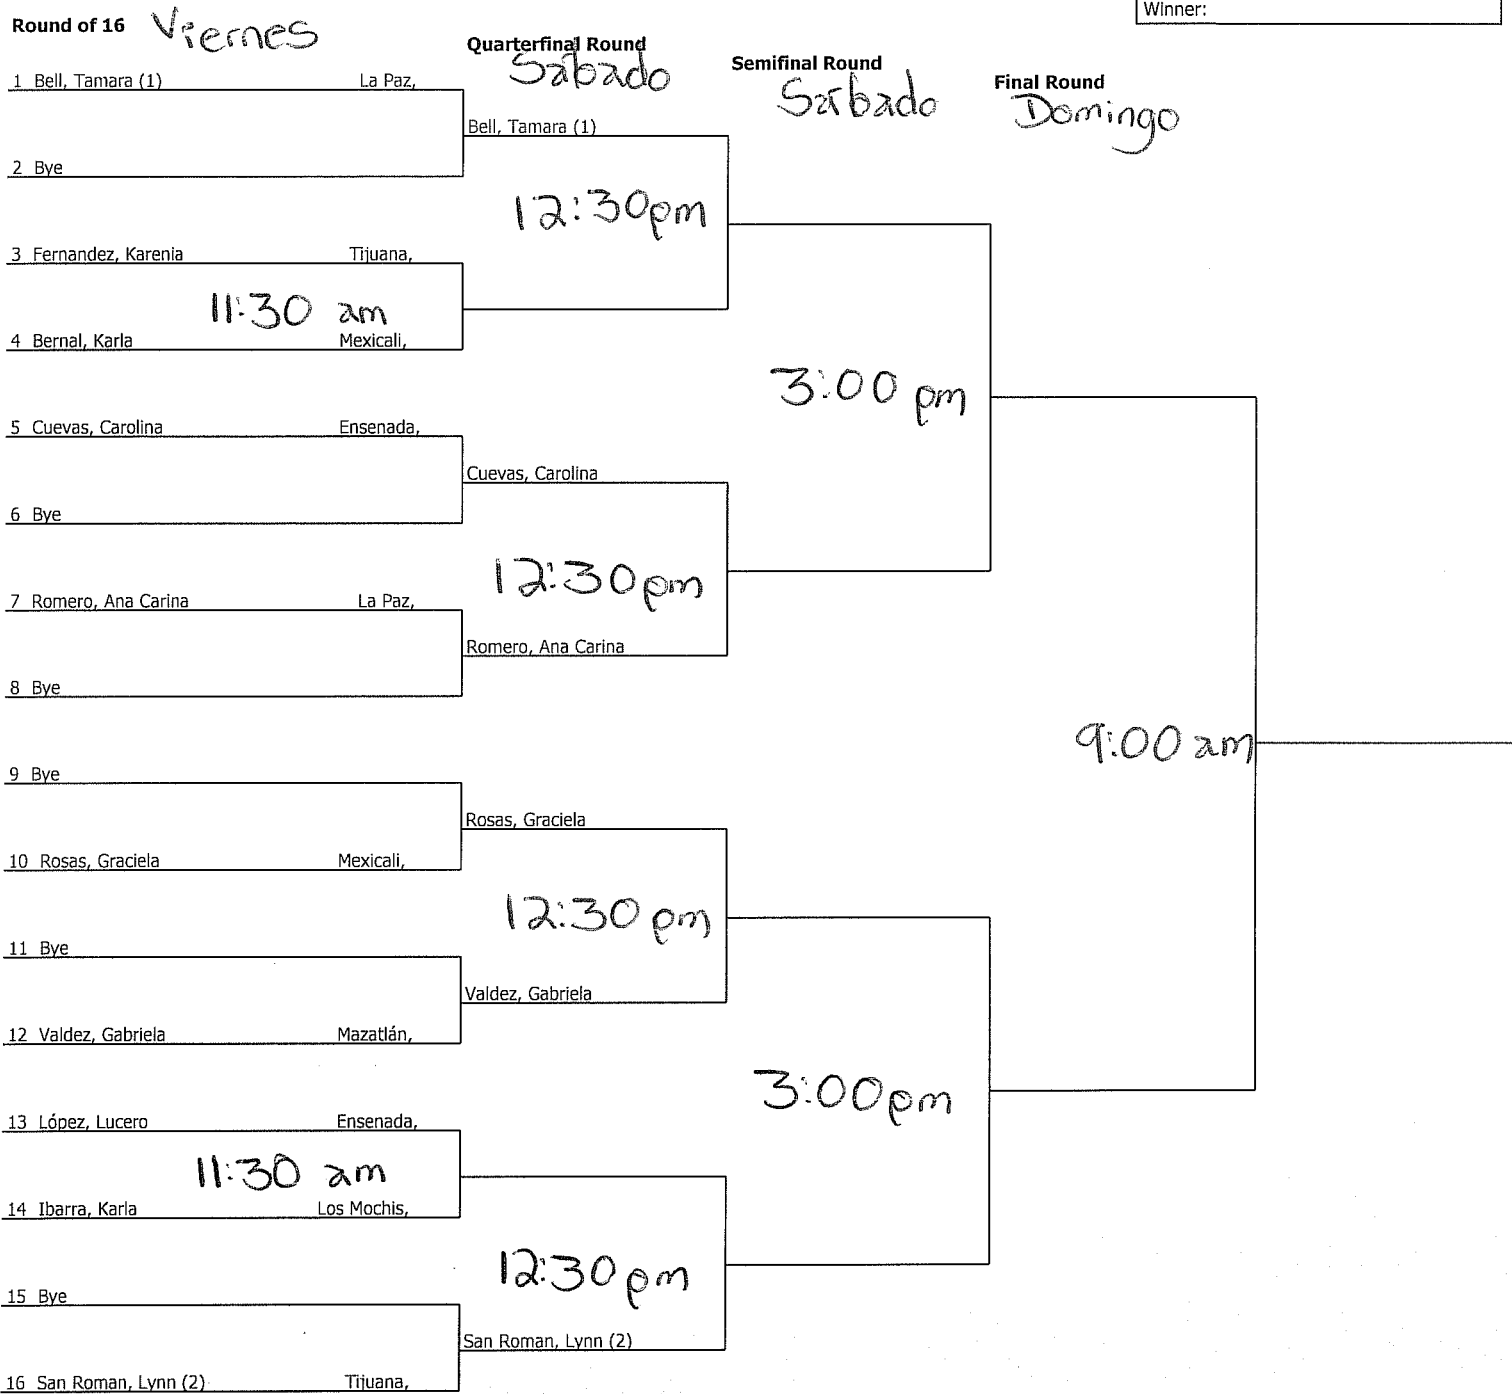 Winner:
Round of 16 Viernes
Quarterfinal Round
Sábado
Semifinal Round
Sábado
Final Round
Domingo
1 Bell, Tamara (1) La Paz,
Bell, Tamara (1)
2 Bye
12:30pm
3 Fernandez, Karenia Tijuana,
11:30 am
4 Bernal, Karla Mexicali,
3:00 pm
5 Cuevas, Carolina Ensenada,
Cuevas, Carolina
6 Bye
12:30pm
7 Romero, Ana Carina La Paz,
Romero, Ana Carina
8 Bye
9:00 am
9 Bye
Rosas, Graciela
10 Rosas, Graciela Mexicali,
12:30 pm
11 Bye
Valdez, Gabriela
12 Valdez, Gabriela Mazatlán,
3:00pm
13 López, Lucero Ensenada,
11:30 am
14 Ibarra, Karla Los Mochis,
12:30 pm
15 Bye
San Roman, Lynn (2)
16 San Roman, Lynn (2) Tijuana,